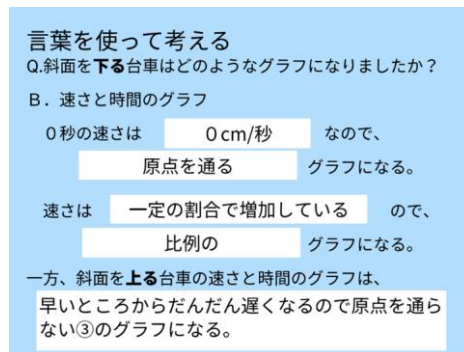 言葉を使って考える
Q.斜面を下る台車はどのようなグラフになりましたか？
B．速さと時間のグラフ
０秒の速さは ０cm/秒 なので、
原点を通る グラフになる。
速さは 一定の割合で増加している ので、
比例の グラフになる。
一方、斜面を上る台車の速さと時間のグラフは、
早いところからだんだん遅くなるので原点を通ら
ない③のグラフになる。